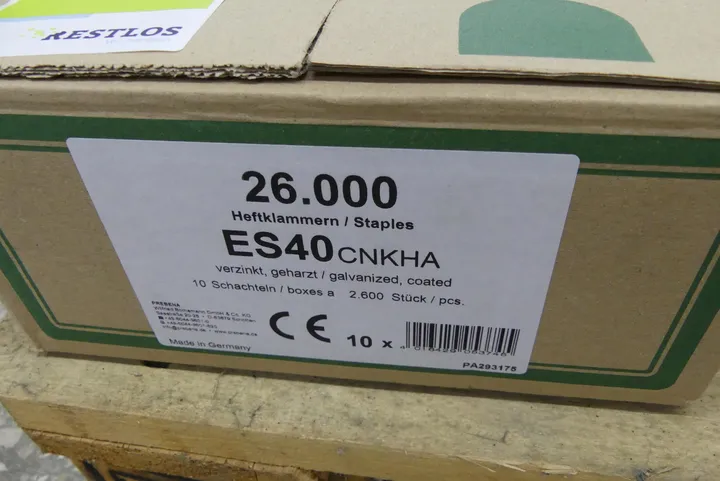 RESTLOS
26.000
Heftklammern / Staples
ES40CNKHA
verzinkt, geharzt / galvanized, coated
10 Schachteln / boxes a 2.600 Stück / pcs.
PREBENA
Made in Germany
CE
10 x
PA293175